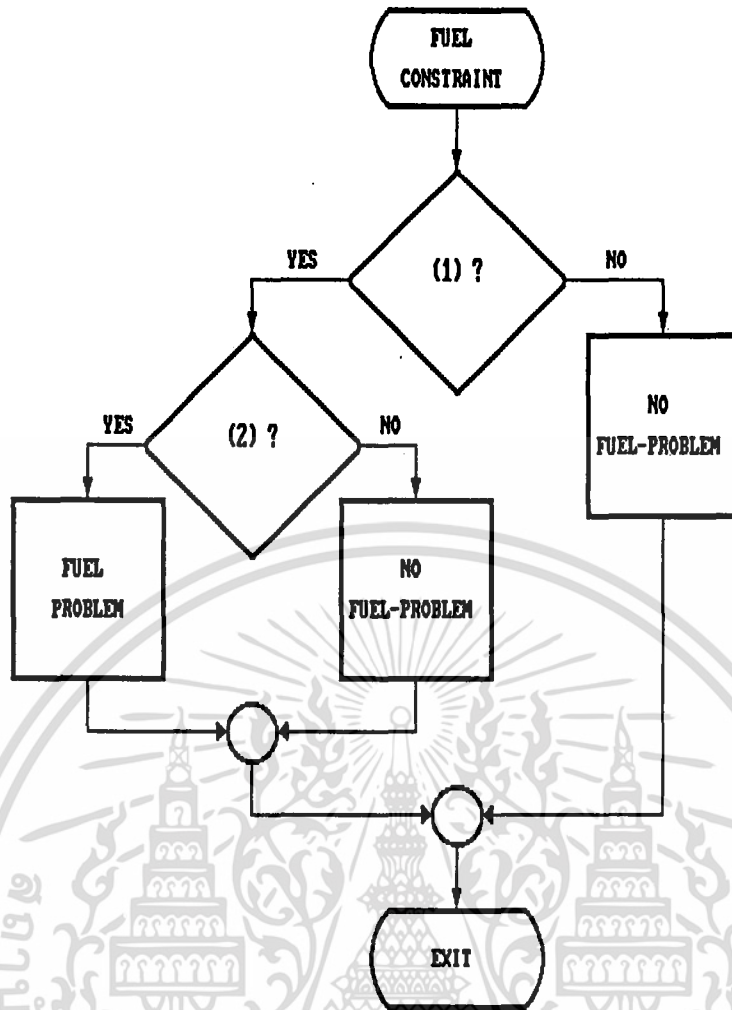 FUEL
CONSTRAINT
(1) ?
YES
NO
(2) ?
YES
NO
NO
FUEL-PROBLEM
FUEL
PROBLEM
NO
FUEL-PROBLEM
EXIT